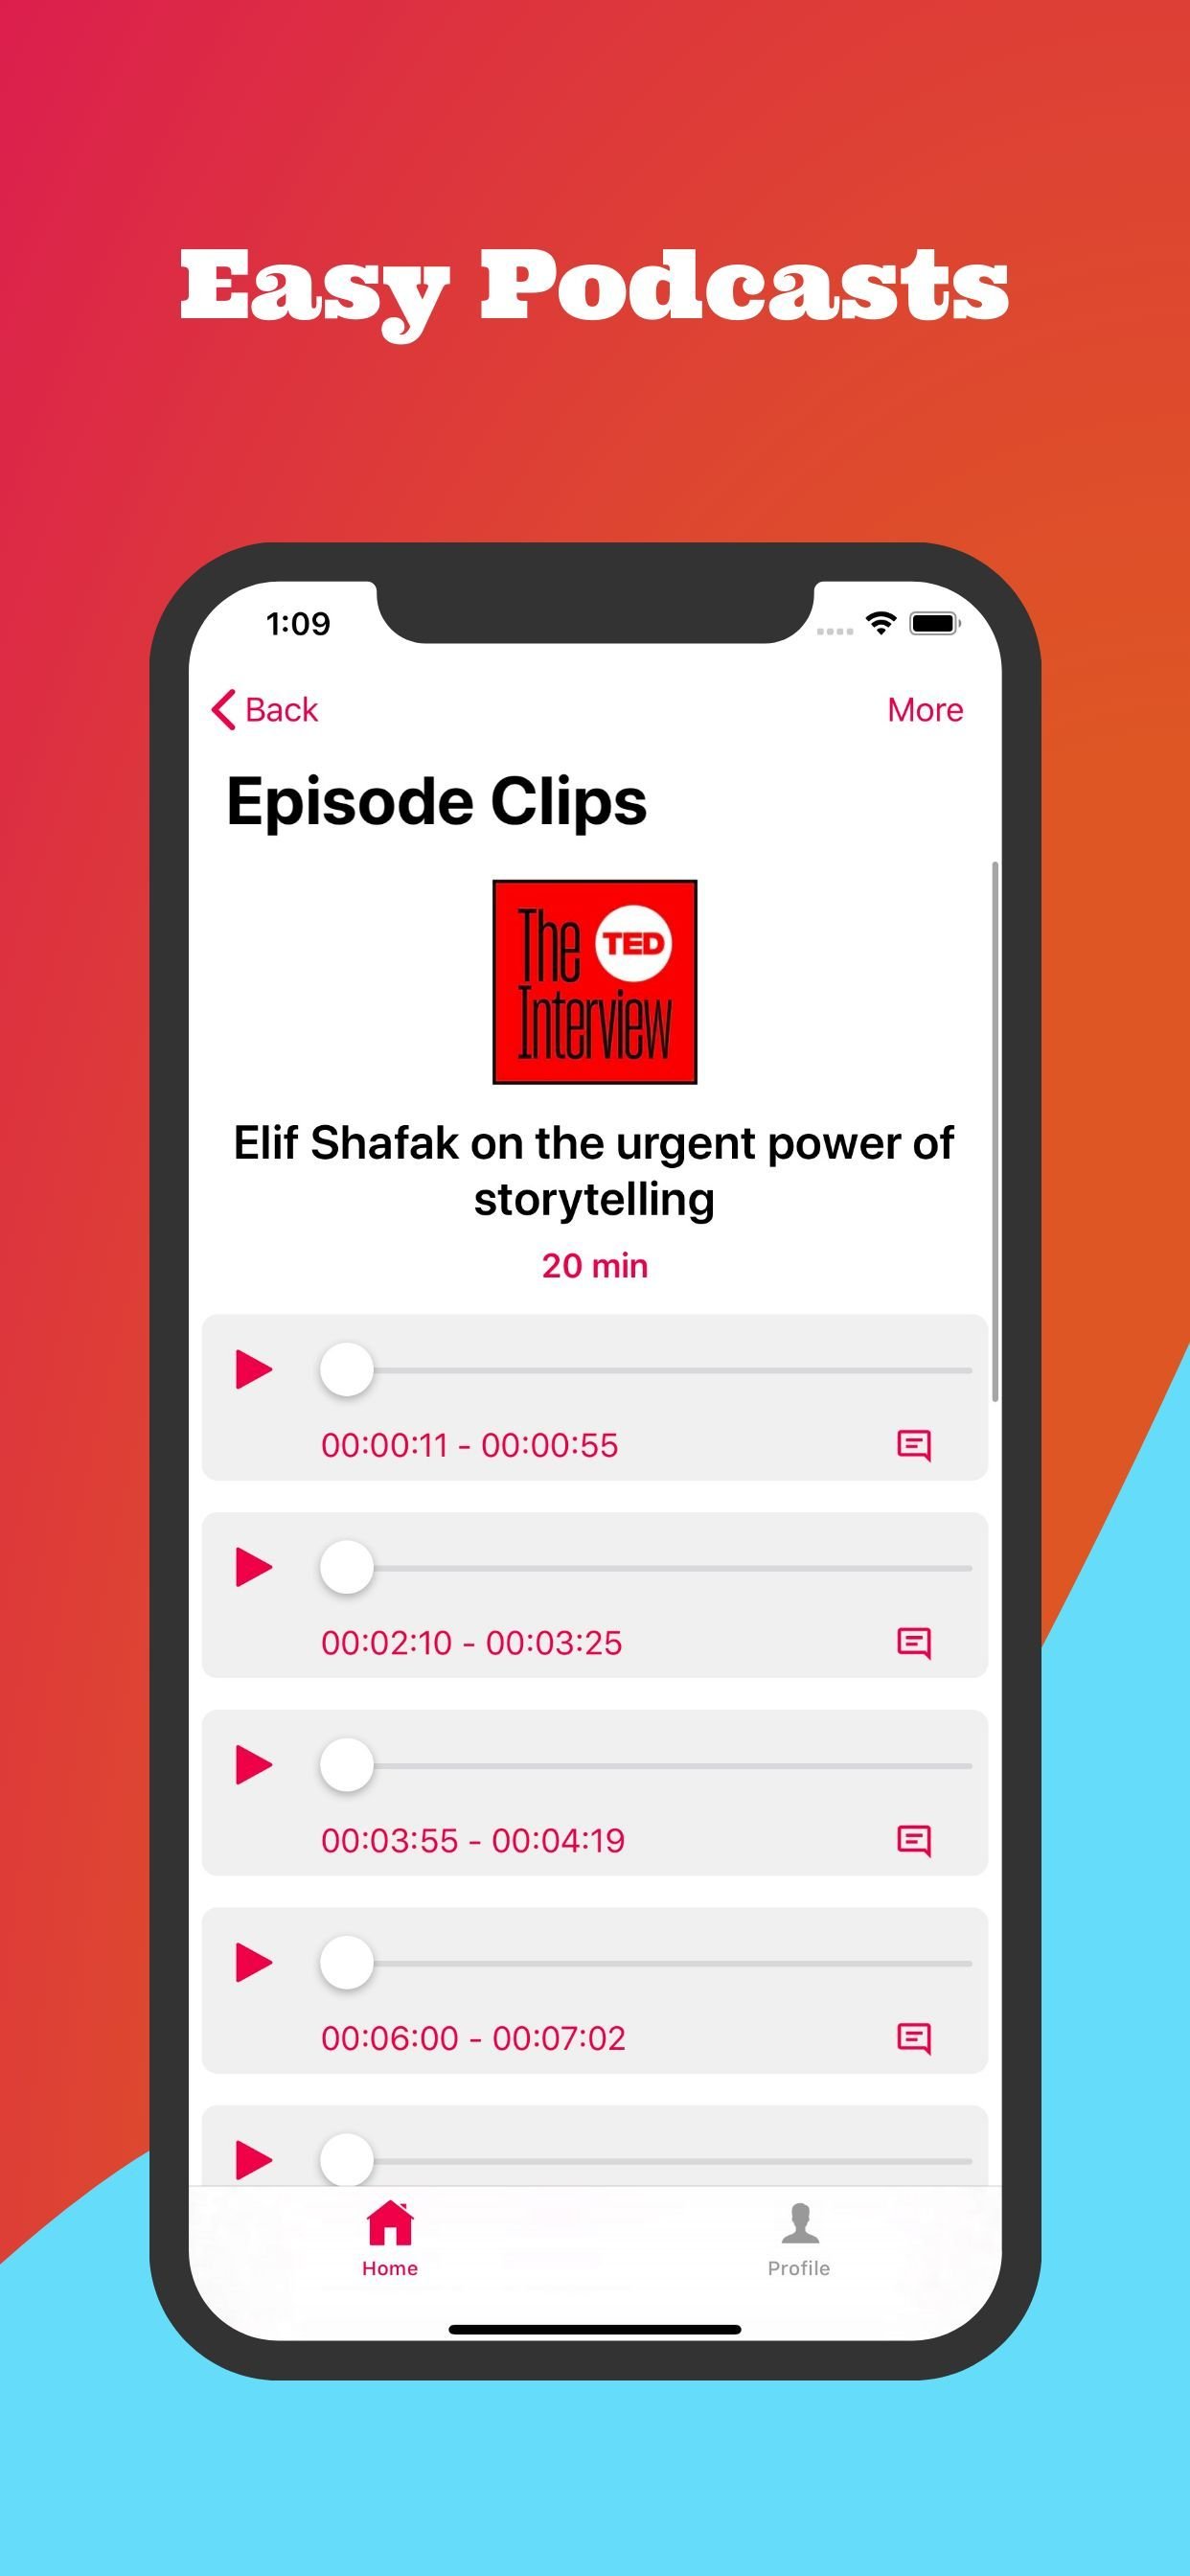 Easy Podcasts
1:09
Back
More
Episode Clips
The TED
Interview
Elif Shafak on the urgent power of
storytelling
20 min
00:00:11 - 00:00:55
00:02:10 - 00:03:25
00:03:55 - 00:04:19
00:06:00 - 00:07:02
Home
Profile